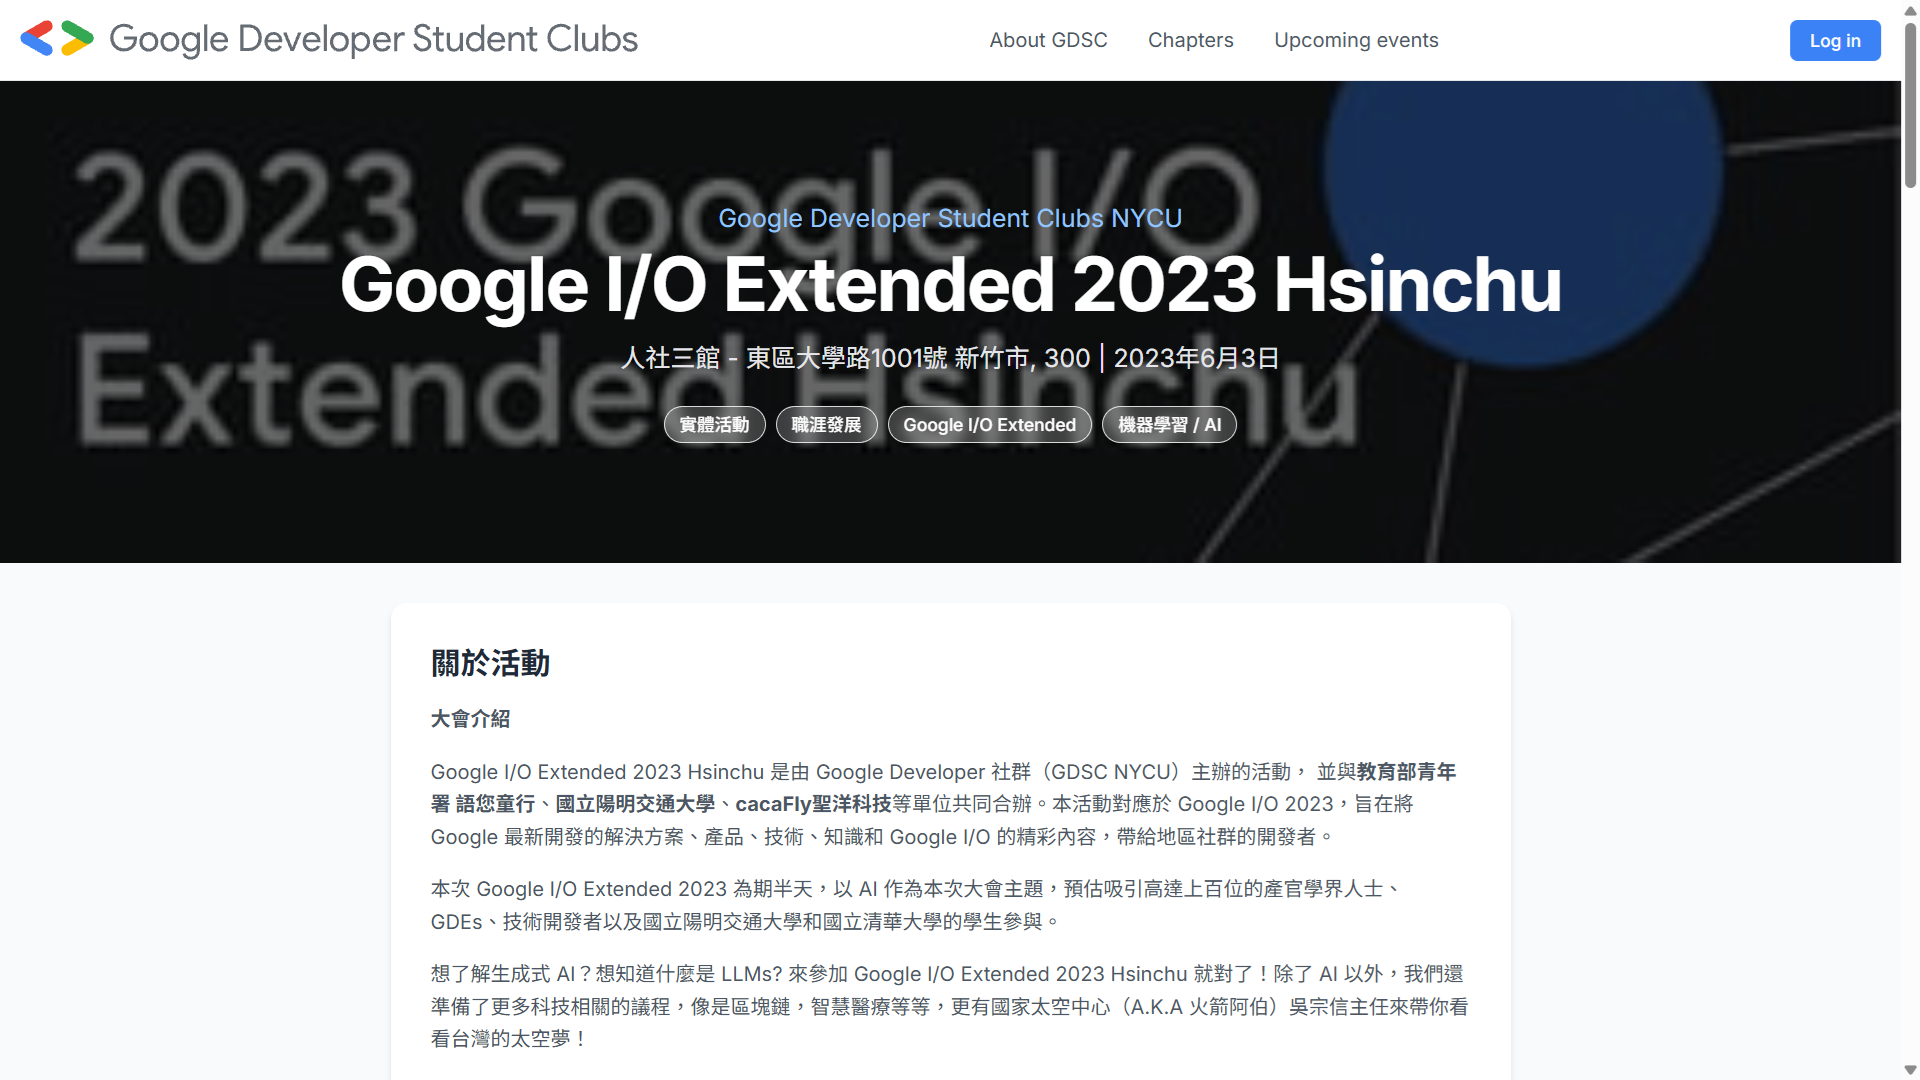 Google Developer Student Clubs
About GDSC
Chapters
Upcoming events
Log in
2023 Google I/O
Extended Hsinchu
Google Developer Student Clubs NYCU
Google I/O Extended 2023 Hsinchu
人社三館 - 東區大學路1001號 新竹市, 300 | 2023年6月3日
實體活動
職涯發展
Google I/O Extended
機器學習 / AI
關於活動
大會介紹
Google I/O Extended 2023 Hsinchu 是由 Google Developer 社群（GDSC NYCU）主辦的活動， 並與教育部青年
署 語您童行、國立陽明交通大學、cacaFly聖洋科技等單位共同合辦。本活動對應於 Google I/O 2023，旨在將
Google 最新開發的解決方案、產品、技術、知識和 Google I/O 的精彩內容，帶給地區社群的開發者。
本次 Google I/O Extended 2023 為期半天，以 AI 作為本次大會主題，預估吸引高達上百位的產官學界人士、
GDEs、技術開發者以及國立陽明交通大學和國立清華大學的學生參與。
想了解生成式 AI？想知道什麼是 LLMs? 來參加 Google I/O Extended 2023 Hsinchu 就對了！除了 AI 以外，我們還
準備了更多科技相關的議程，像是區塊鏈，智慧醫療等等，更有國家太空中心（A.K.A 火箭阿伯）吳宗信主任來帶你看
看台灣的太空夢！